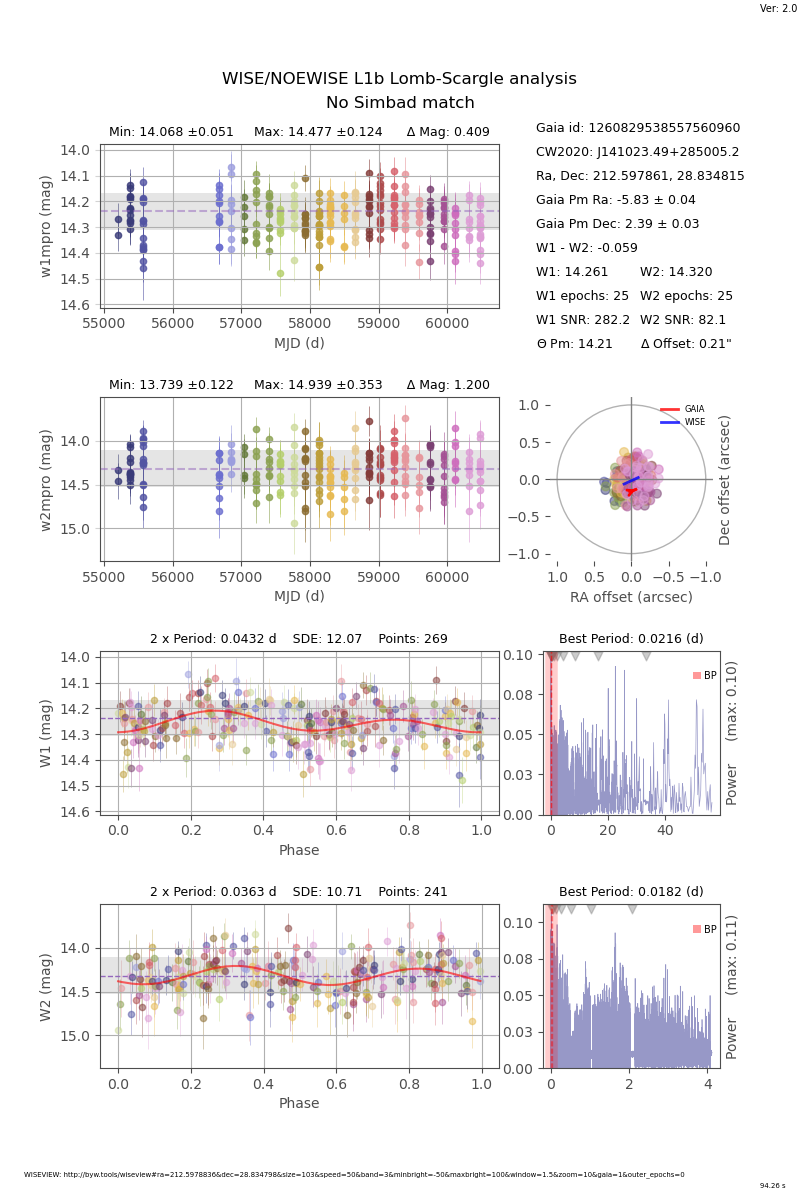 Ver: 2.0
WISE/NOEWISE L1b Lomb-Scargle analysis
No Simbad match
Min: 14.068 ±0.051 Max: 14.477 ±0.124 Δ Mag: 0.409
w1mpro (mag)
14.0
14.1
14.2
14.3
14.4
14.5
14.6
55000 56000 57000 58000 59000 60000
MJD (d)
Gaia id: 1260829538557560960
CW2020: J141023.49+285005.2
Ra, Dec: 212.597861, 28.834815
Gaia Pm Ra: -5.83 ± 0.04
Gaia Pm Dec: 2.39 ± 0.03
W1 - W2: -0.059
W1: 14.261 W2: 14.320
W1 epochs: 25 W2 epochs: 25
W1 SNR: 282.2 W2 SNR: 82.1
Θ Pm: 14.21 Δ Offset: 0.21"
Min: 13.739 ±0.122 Max: 14.939 ±0.353 Δ Mag: 1.200
w2mpro (mag)
14.0
14.5
15.0
55000 56000 57000 58000 59000 60000
MJD (d)
GAIA
WISE
1.0
0.5
0.0
−0.5
−1.0
1.0 0.5 0.0 −0.5 −1.0
RA offset (arcsec)
Dec offset (arcsec)
2 x Period: 0.0432 d SDE: 12.07 Points: 269
W1 (mag)
14.0
14.1
14.2
14.3
14.4
14.5
14.6
0.0 0.2 0.4 0.6 0.8 1.0
Phase
Best Period: 0.0216 (d)
BP
0.10
0.08
0.05
0.03
0.00
0 20 40
Power (max: 0.10)
2 x Period: 0.0363 d SDE: 10.71 Points: 241
W2 (mag)
14.0
14.5
15.0
0.0 0.2 0.4 0.6 0.8 1.0
Phase
Best Period: 0.0182 (d)
BP
0.10
0.08
0.05
0.03
0.00
0 2 4
Power (max: 0.11)
WISEVIEW: http://byw.tools/wiseview#ra=212.5978836&dec=28.834798&size=103&speed=50&band=3&minbright=-50&maxbright=100&window=1.5&zoom=10&gaia=1&outer_epochs=0
94.26 s